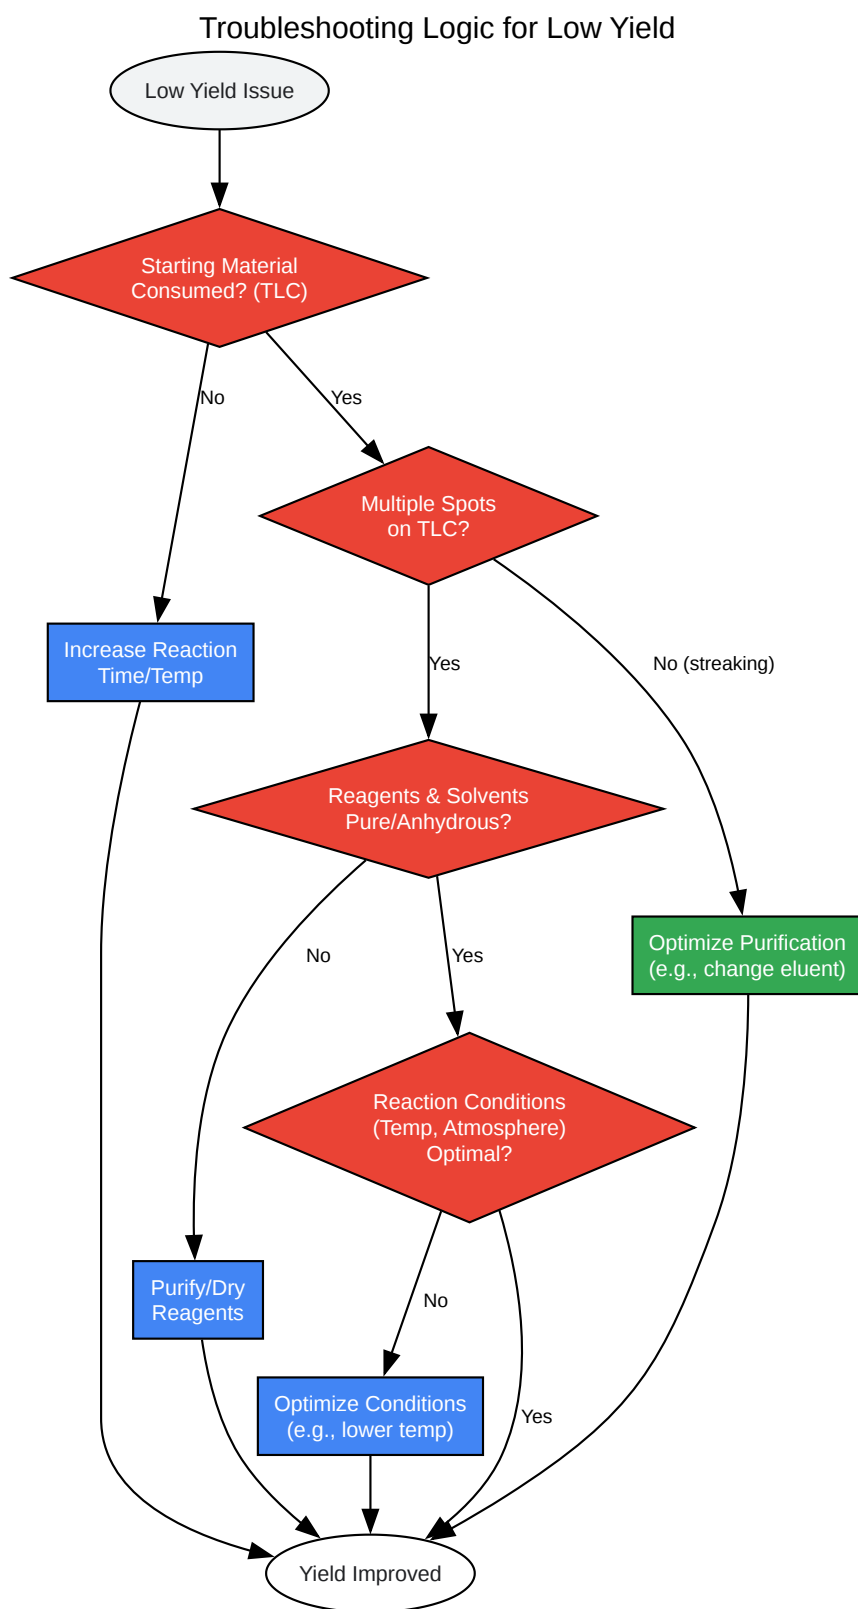 Troubleshooting Logic for Low Yield
Low Yield Issue
Starting Material
Consumed? (TLC)
No
Yes
Multiple Spots
on TLC?
Increase Reaction
Time/Temp
Yes
No (streaking)
Reagents & Solvents
Pure/Anhydrous?
No
Yes
Optimize Purification
(e.g., change eluent)
Reaction Conditions
(Temp, Atmosphere)
Optimal?
Purify/Dry
Reagents
No
Optimize Conditions
(e.g., lower temp)
Yes
Yield Improved